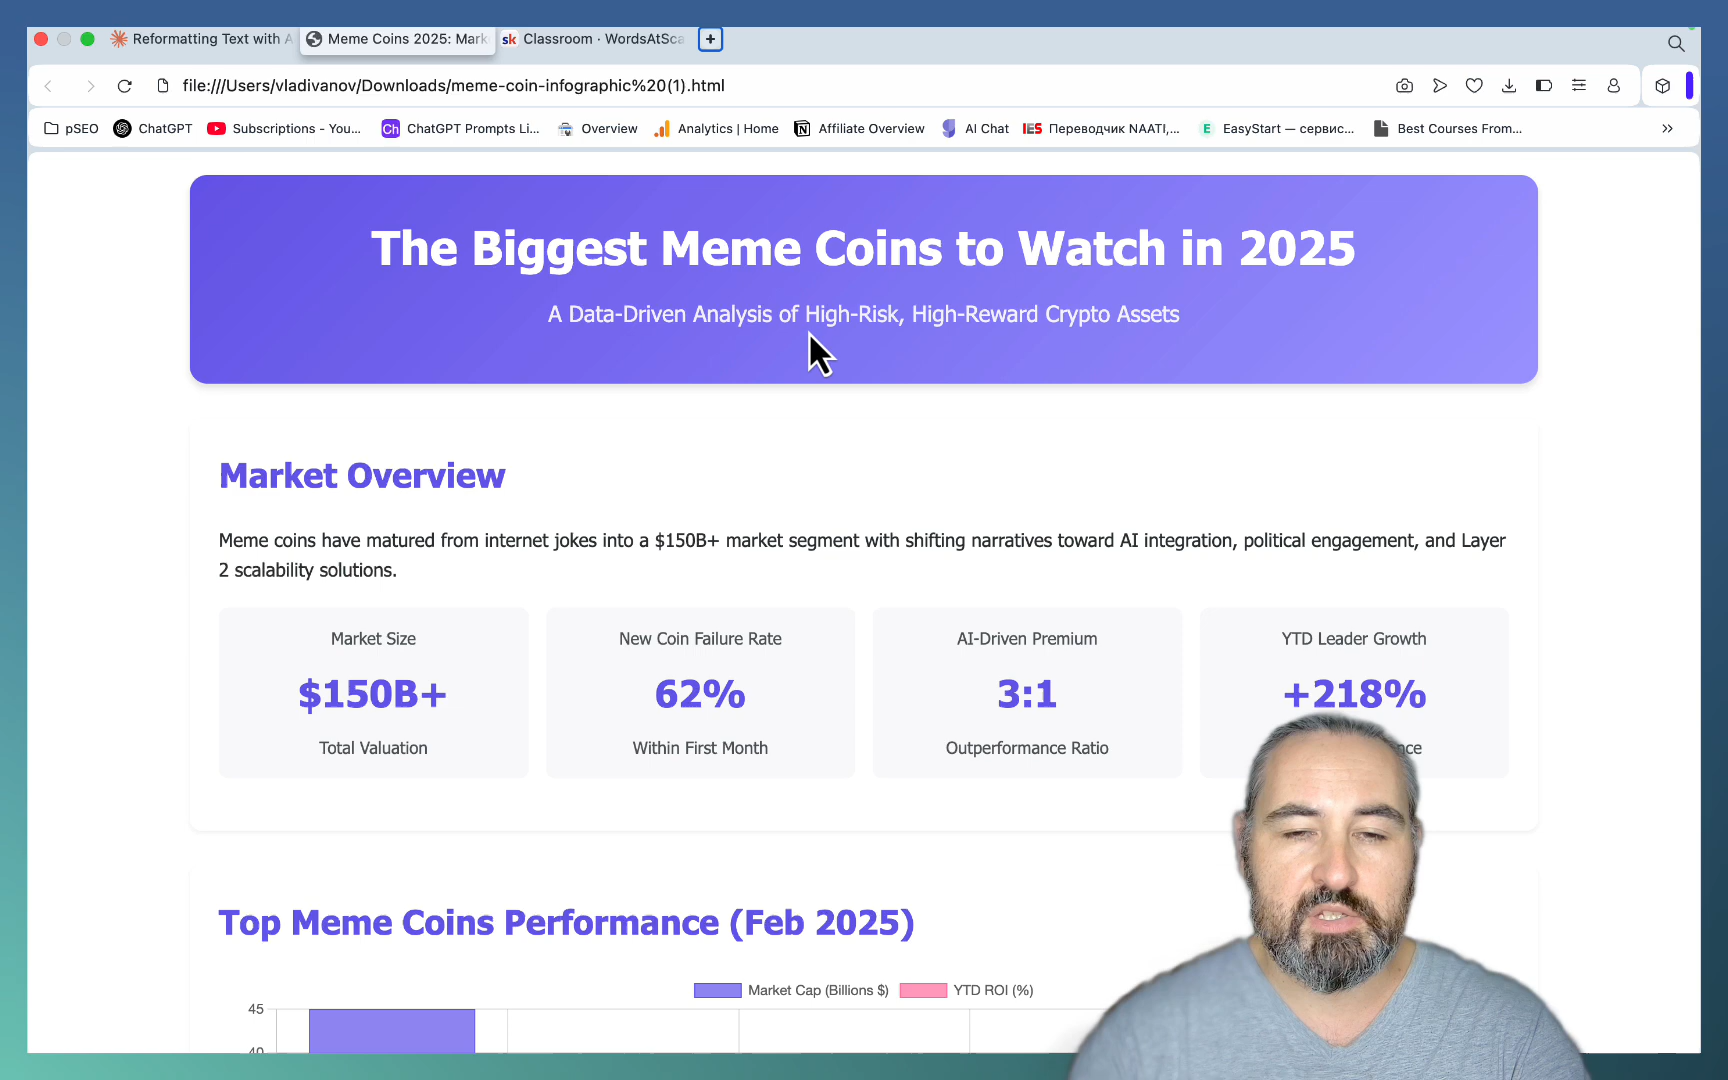 Reformatting Text with A
Meme Coins 2025: Mark
sk Classroom · WordsAtSca
file:///Users/vladivanov/Downloads/meme-coin-infographic%20(1).html
pSEO
ChatGPT
Subscriptions - You...
Ch ChatGPT Prompts Li...
Overview
Analytics | Home
Affiliate Overview
AI Chat
IES Переводчик NAATI,...
E EasyStart — сервис...
Best Courses From...
The Biggest Meme Coins to Watch in 2025
A Data-Driven Analysis of High-Risk, High-Reward Crypto Assets
Market Overview
Meme coins have matured from internet jokes into a $150B+ market segment with shifting narratives toward AI integration, political engagement, and Layer
2 scalability solutions.
Market Size
$150B+
Total Valuation
New Coin Failure Rate
62%
Within First Month
AI-Driven Premium
3:1
Outperformance Ratio
YTD Leader Growth
+218%
Top Meme Coins Performance (Feb 2025)
Market Cap (Billions $)
YTD ROI (%)
45
40